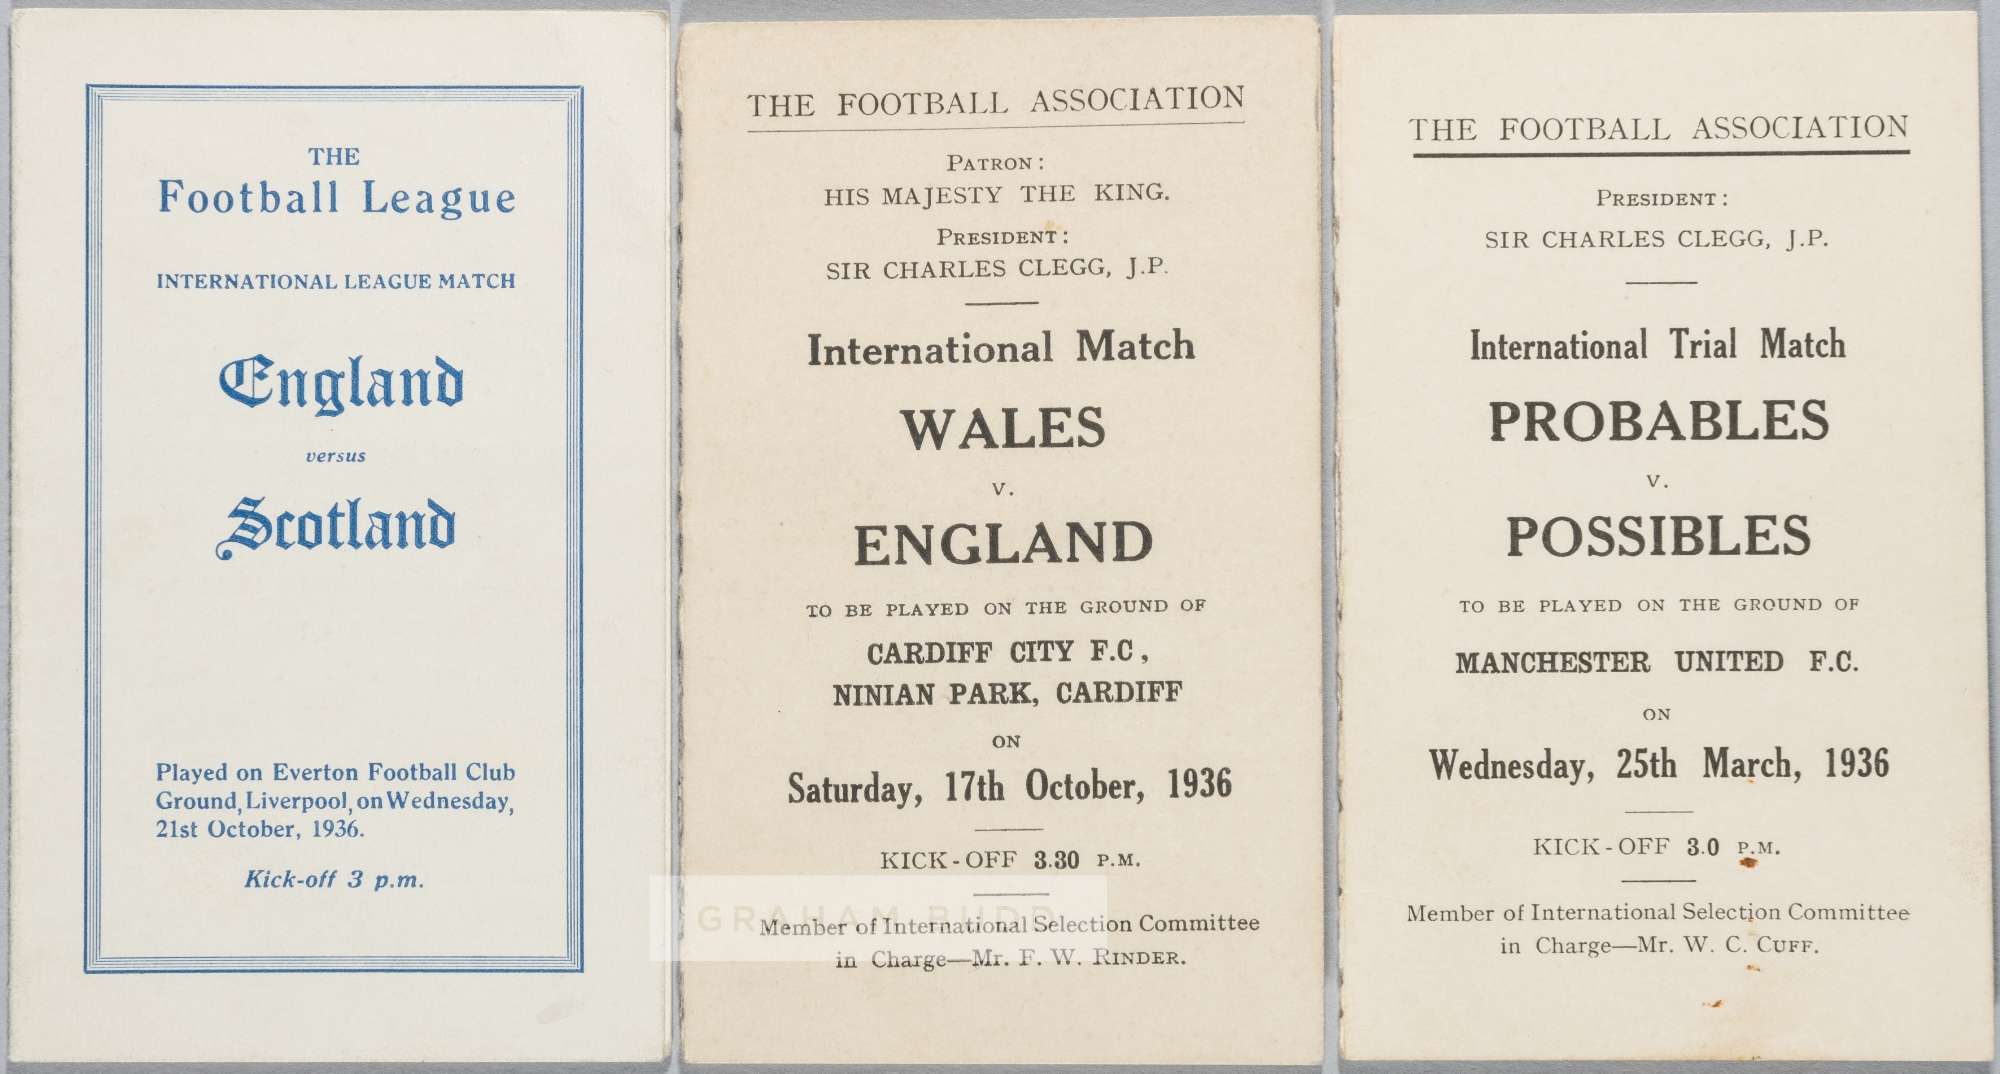 THE
Football League
INTERNATIONAL LEAGUE MATCH
England
versus
Scotland
Played on Everton Football Club
Ground, Liverpool, on Wednesday,
21st October, 1936.
Kick-off 3 p.m.
THE FOOTBALL ASSOCIATION
PATRON:
HIS MAJESTY THE KING.
PRESIDENT:
SIR CHARLES CLEGG, J.P.
International Match
WALES
v.
ENGLAND
TO BE PLAYED ON THE GROUND OF
CARDIFF CITY F.C,
NINIAN PARK, CARDIFF
ON
Saturday, 17th October, 1936
KICK-OFF 3.30 P.M.
Member of International Selection Committee
in Charge—Mr. F. W. RINDER.
GRAHAM BUDD
THE FOOTBALL ASSOCIATION
PRESIDENT:
SIR CHARLES CLEGG, J.P.
International Trial Match
PROBABLES
v.
POSSIBLES
TO BE PLAYED ON THE GROUND OF
MANCHESTER UNITED F.C.
ON
Wednesday, 25th March, 1936
KICK-OFF 3.0 P.M.
Member of International Selection Committee
in Charge—Mr. W. C. CUFF.